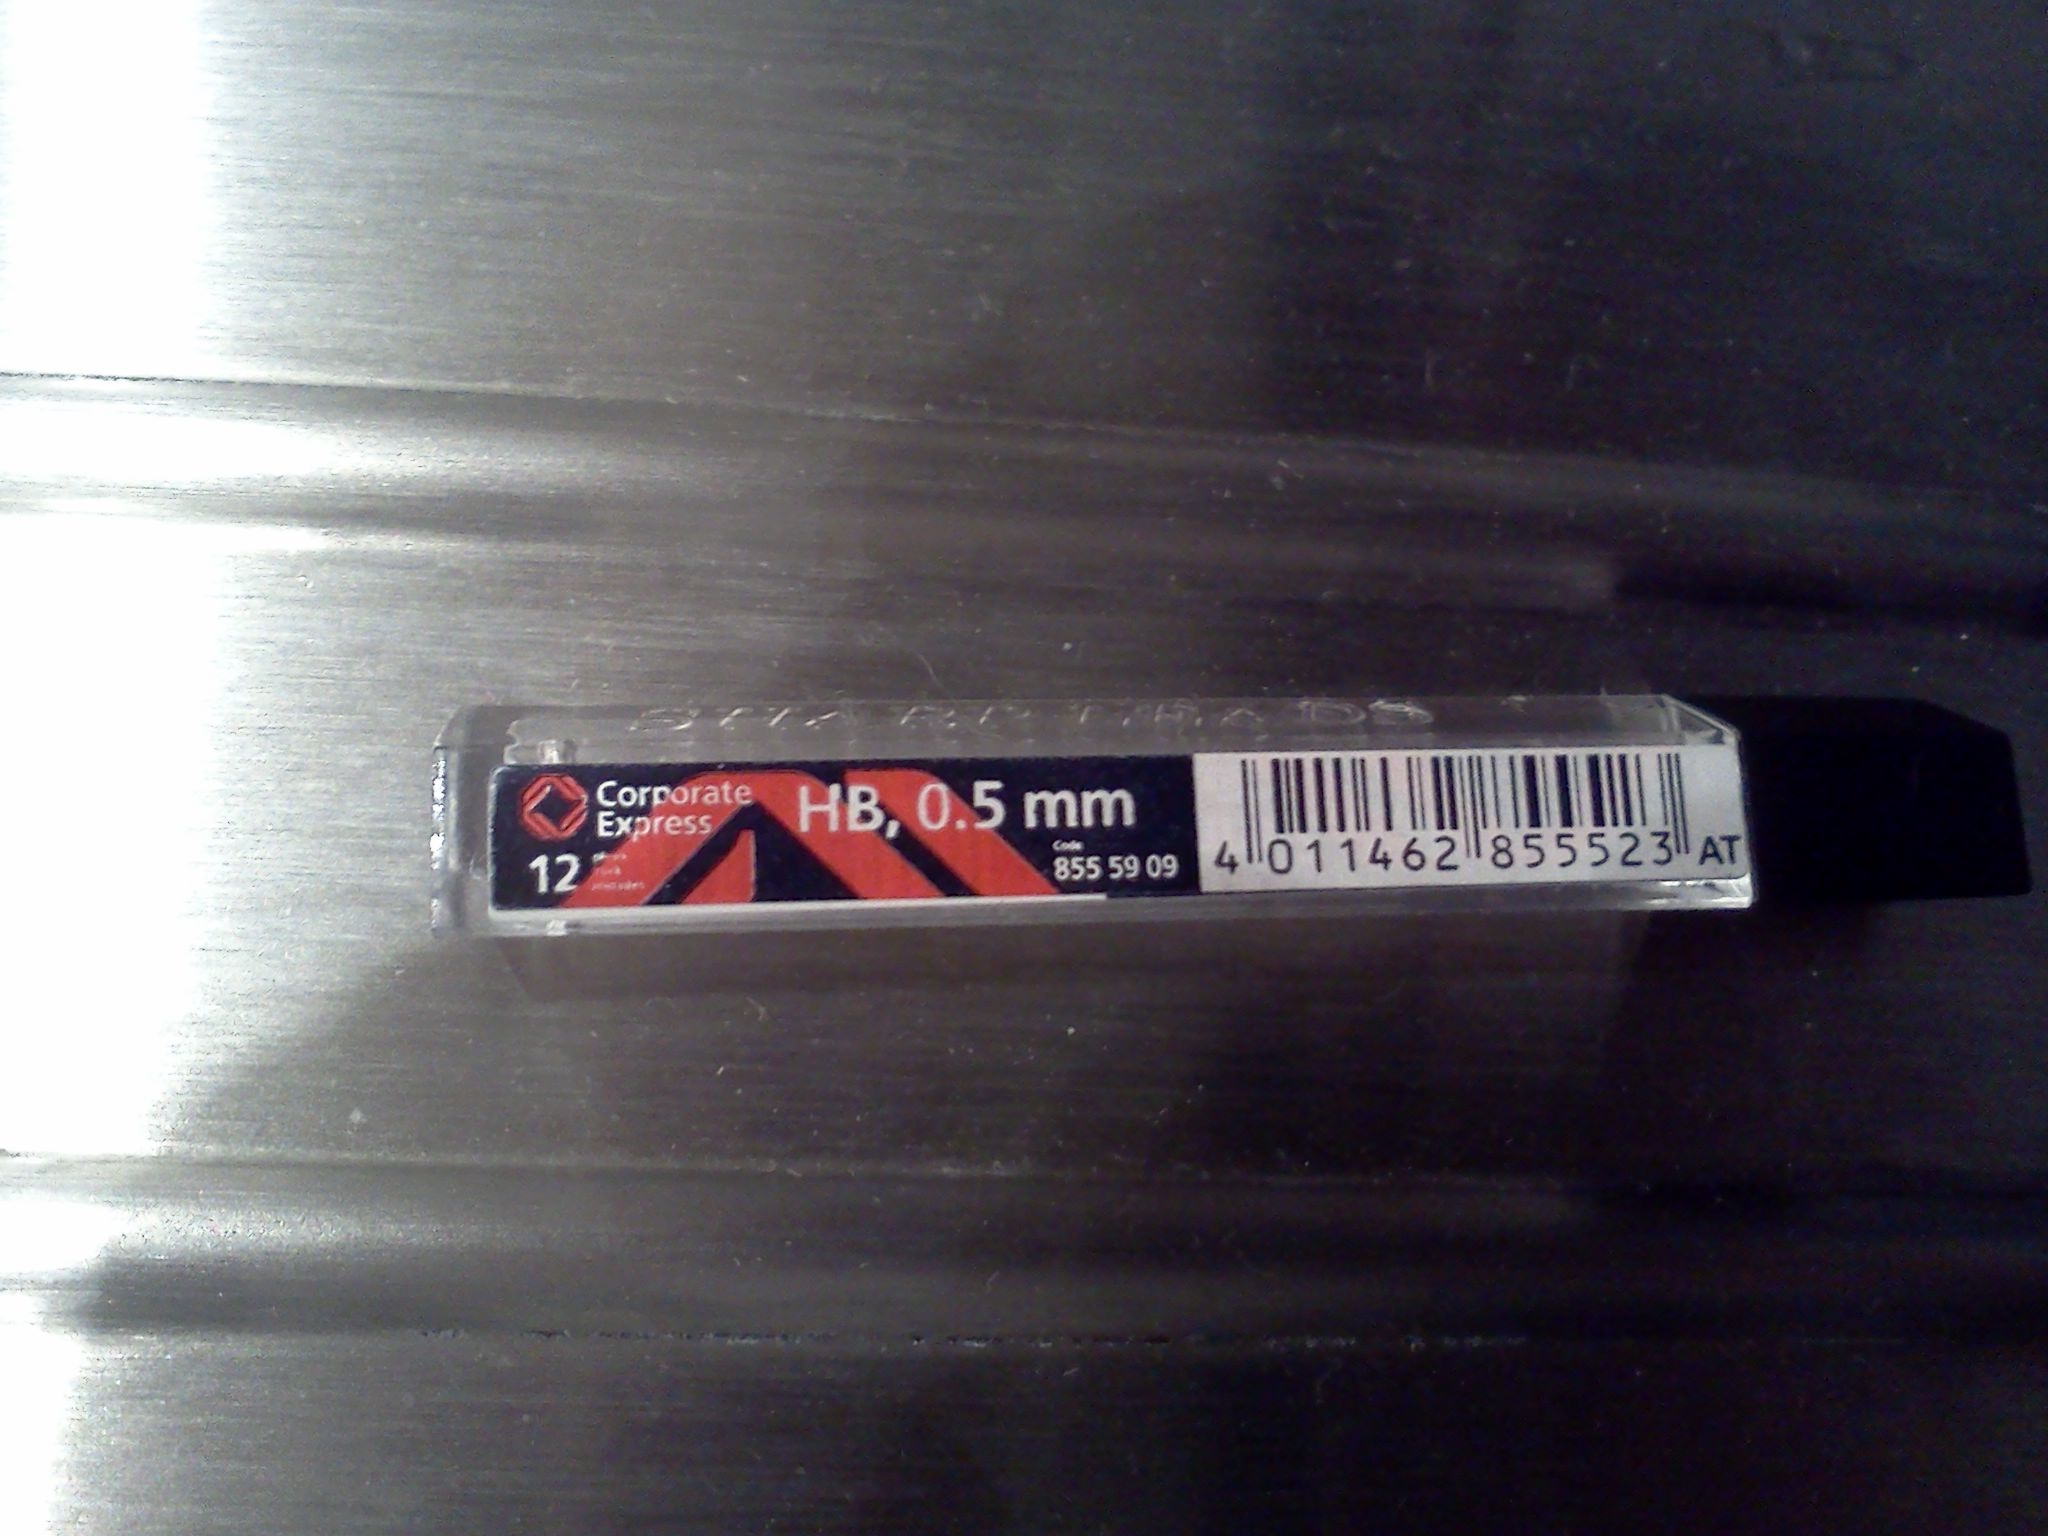 Corporate
Express
HB, 0.5 mm
12
Code
855 59 09
4 011462 855523 AT